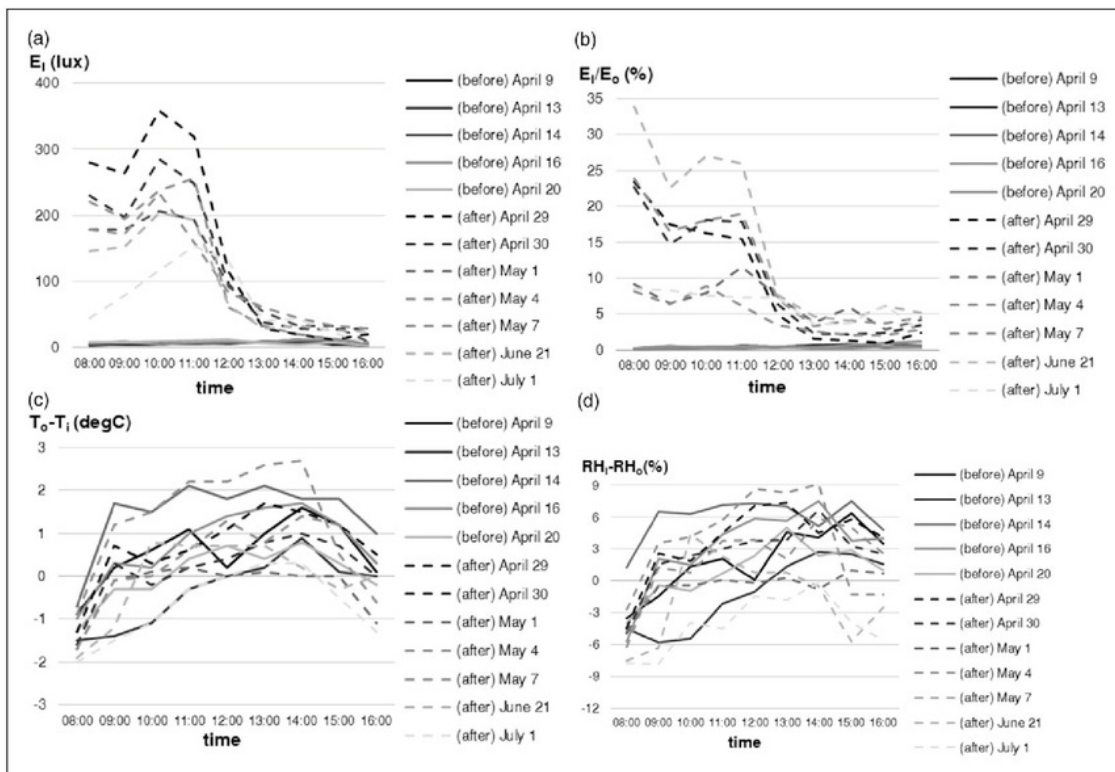 (a)
E_I (lux)
400
300
200
100
0
08:00 09:00 10:00 11:00 12:00 13:00 14:00 15:00 16:00
time
(before) April 9
(before) April 13
(before) April 14
(before) April 16
(before) April 20
(after) April 29
(after) April 30
(after) May 1
(after) May 4
(after) May 7
(after) June 21
(after) July 1
(b)
E_I/E_o (%)
35
30
25
20
15
10
5
0
08:00 09:00 10:00 11:00 12:00 13:00 14:00 15:00 16:00
time
(before) April 9
(before) April 13
(before) April 14
(before) April 16
(before) April 20
(after) April 29
(after) April 30
(after) May 1
(after) May 4
(after) May 7
(after) June 21
(after) July 1
(c)
T_o-T_i (degC)
3
2
1
0
-1
-2
-3
08:00 09:00 10:00 11:00 12:00 13:00 14:00 15:00 16:00
time
(before) April 9
(before) April 13
(before) April 14
(before) April 16
(before) April 20
(after) April 29
(after) April 30
(after) May 1
(after) May 4
(after) May 7
(after) June 21
(after) July 1
(d)
RH_I-RH_o(%)
9
6
3
0
-3
-6
-9
-12
08:00 09:00 10:00 11:00 12:00 13:00 14:00 15:00 16:00
time
(before) April 9
(before) April 13
(before) April 14
(before) April 16
(before) April 20
(after) April 29
(after) April 30
(after) May 1
(after) May 4
(after) May 7
(after) June 21
(after) July 1